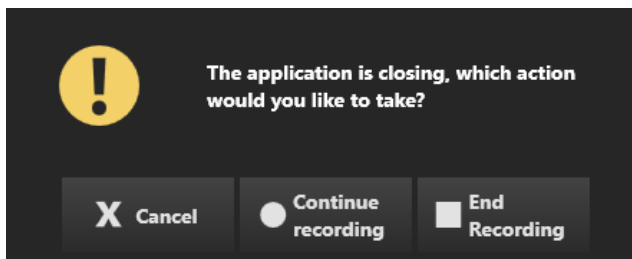 The application is closing, which action
would you like to take?
X Cancel
Continue
recording
End
Recording